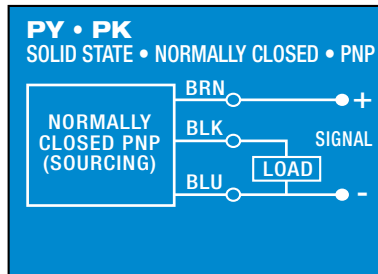 PY • PK
SOLID STATE • NORMALLY CLOSED • PNP
BRN
+
NORMALLY
CLOSED PNP
(SOURCING)
BLK
SIGNAL
LOAD
BLU
-